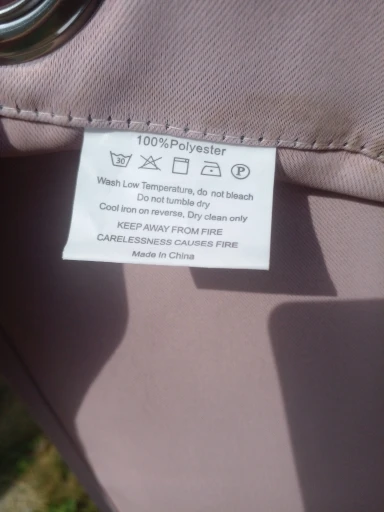 100%Polyester
30 P
Wash Low Temperature, do not bleach
Do not tumble dry
Cool iron on reverse, Dry clean only
KEEP AWAY FROM FIRE
CARELESSNESS CAUSES FIRE
Made In China